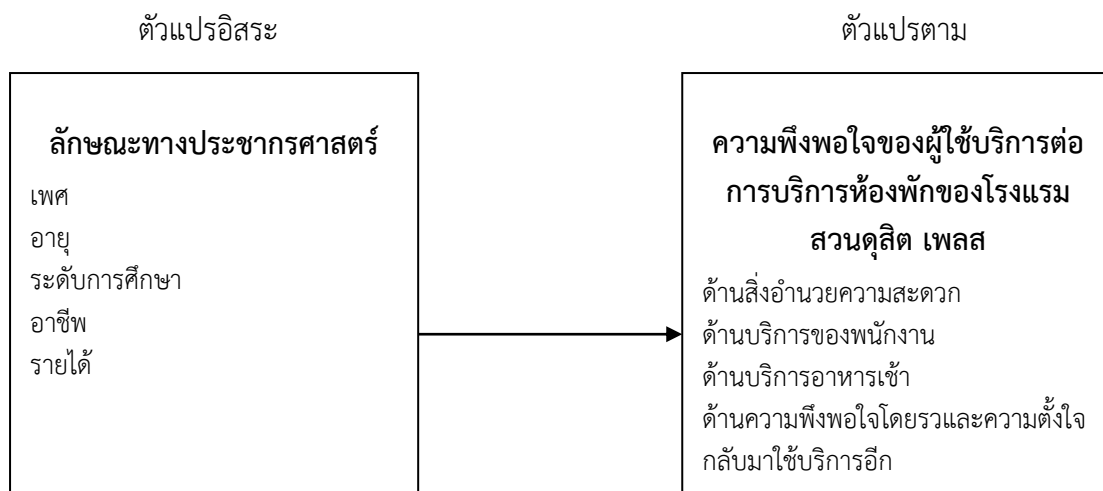 ตัวแปรอิสระ
ตัวแปรตาม
ลักษณะทางประชากรศาสตร์
เพศ
อายุ
ระดับการศึกษา
อาชีพ
รายได้
ความพึงพอใจของผู้ใช้บริการต่อ
การบริการห้องพักของโรงแรม
สวนดุสิต เพลส
ด้านสิ่งอำนวยความสะดวก
ด้านบริการของพนักงาน
ด้านบริการอาหารเช้า
ด้านความพึงพอใจโดยรวและความตั้งใจ
กลับมาใช้บริการอีก